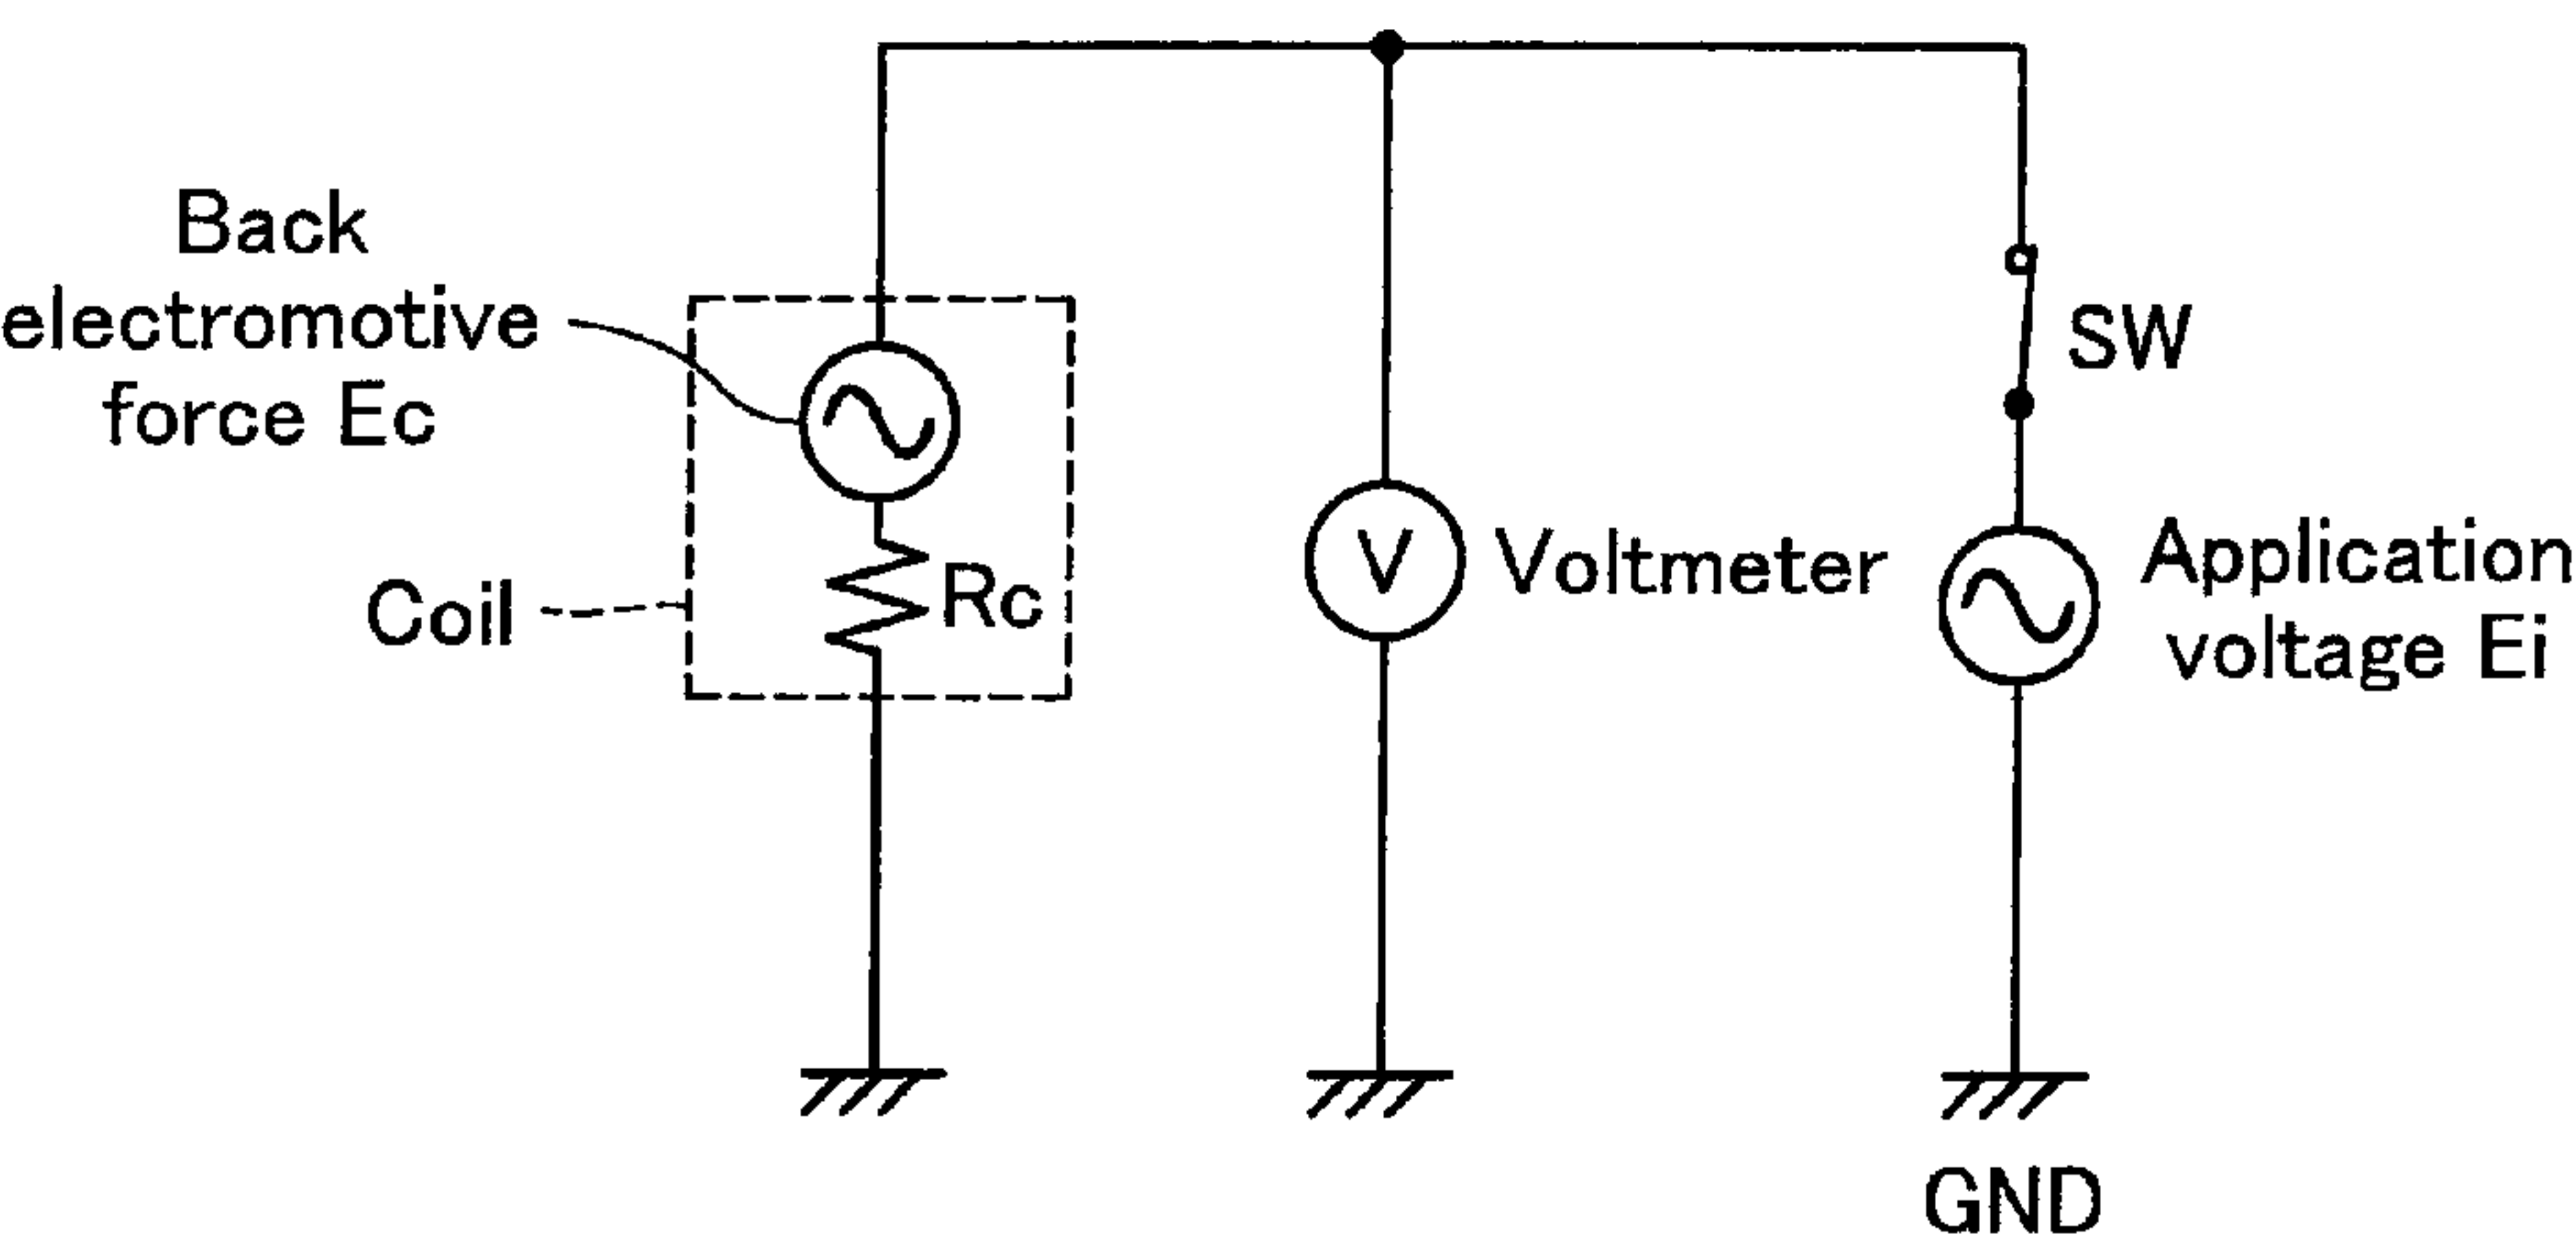 Back
electromotive
force Ec
Coil
Rc
V
Voltmeter
SW
Application
voltage Ei
GND